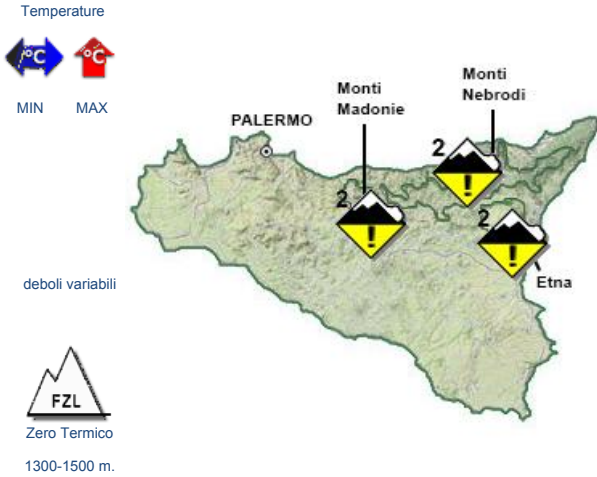 Temperature
°C
°C
MIN
MAX
deboli variabili
FZL
Zero Termico
1300-1500 m.
PALERMO
Monti
Madonie
Monti
Nebrodi
2
!
2
!
2
!
Etna